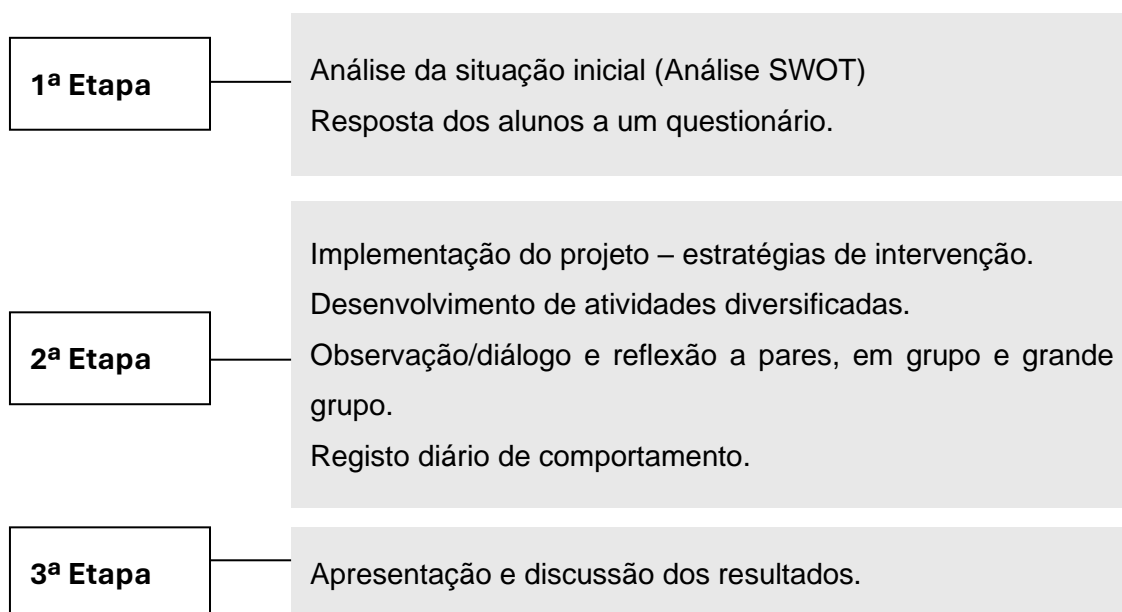 1ª Etapa
Análise da situação inicial (Análise SWOT)
Resposta dos alunos a um questionário.
2ª Etapa
Implementação do projeto – estratégias de intervenção.
Desenvolvimento de atividades diversificadas.
Observação/diálogo e reflexão a pares, em grupo e grande
grupo.
Registo diário de comportamento.
3ª Etapa
Apresentação e discussão dos resultados.